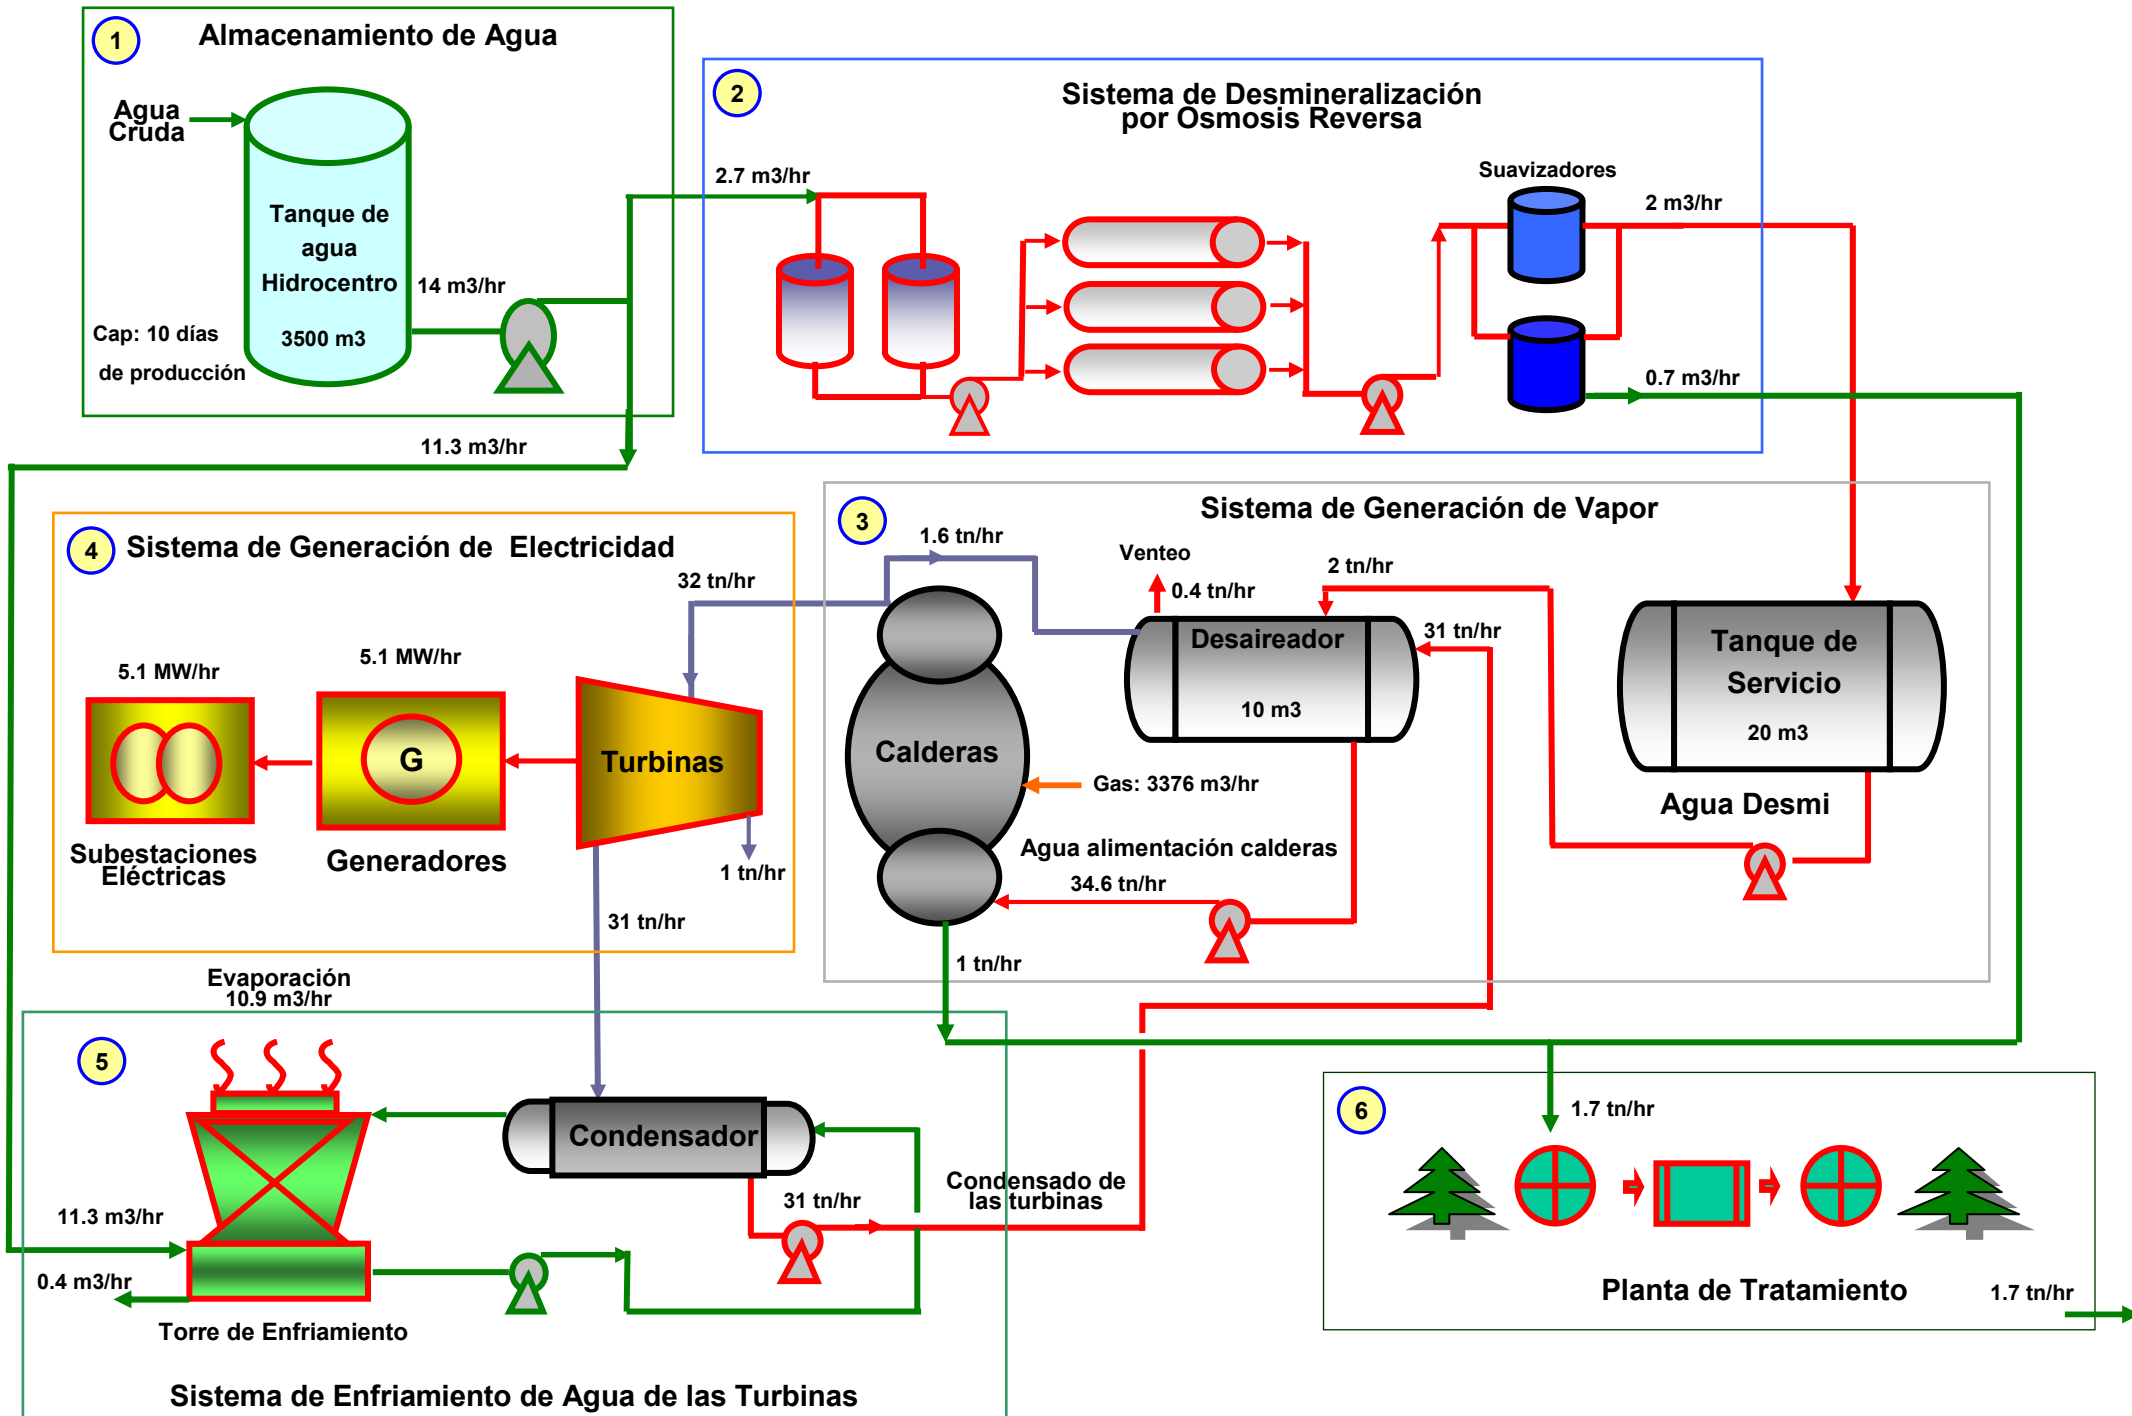 1
Almacenamiento de Agua
Agua
Cruda
Tanque de
agua
Hidrocentro
3500 m3
14 m3/hr
Cap: 10 días
de producción
11.3 m3/hr
2
Sistema de Desmineralización
por Osmosis Reversa
2.7 m3/hr
Suavizadores
2 m3/hr
0.7 m3/hr
3
Sistema de Generación de Vapor
1.6 tn/hr
Venteo
0.4 tn/hr
2 tn/hr
31 tn/hr
Desaireador
10 m3
Tanque de
Servicio
20 m3
Agua Desmi
Calderas
Gas: 3376 m3/hr
Agua alimentación calderas
34.6 tn/hr
1 tn/hr
4
Sistema de Generación de  Electricidad
32 tn/hr
5.1 MW/hr
5.1 MW/hr
G
Turbinas
Subestaciones
Eléctricas
Generadores
1 tn/hr
31 tn/hr
Evaporación
10.9 m3/hr
5
Condensador
31 tn/hr
Condensado de
las turbinas
11.3 m3/hr
0.4 m3/hr
Torre de Enfriamiento
Sistema de Enfriamiento de Agua de las Turbinas
6
1.7 tn/hr
Planta de Tratamiento
1.7 tn/hr